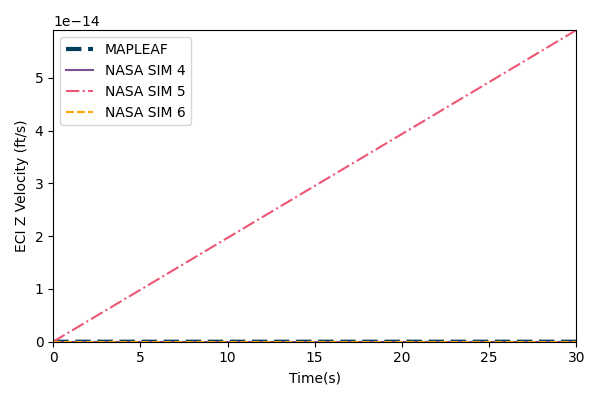 1e−14
MAPLEAF
NASA SIM 4
NASA SIM 5
NASA SIM 6
ECI Z Velocity (ft/s)
5
4
3
2
1
0
0 5 10 15 20 25 30
Time(s)